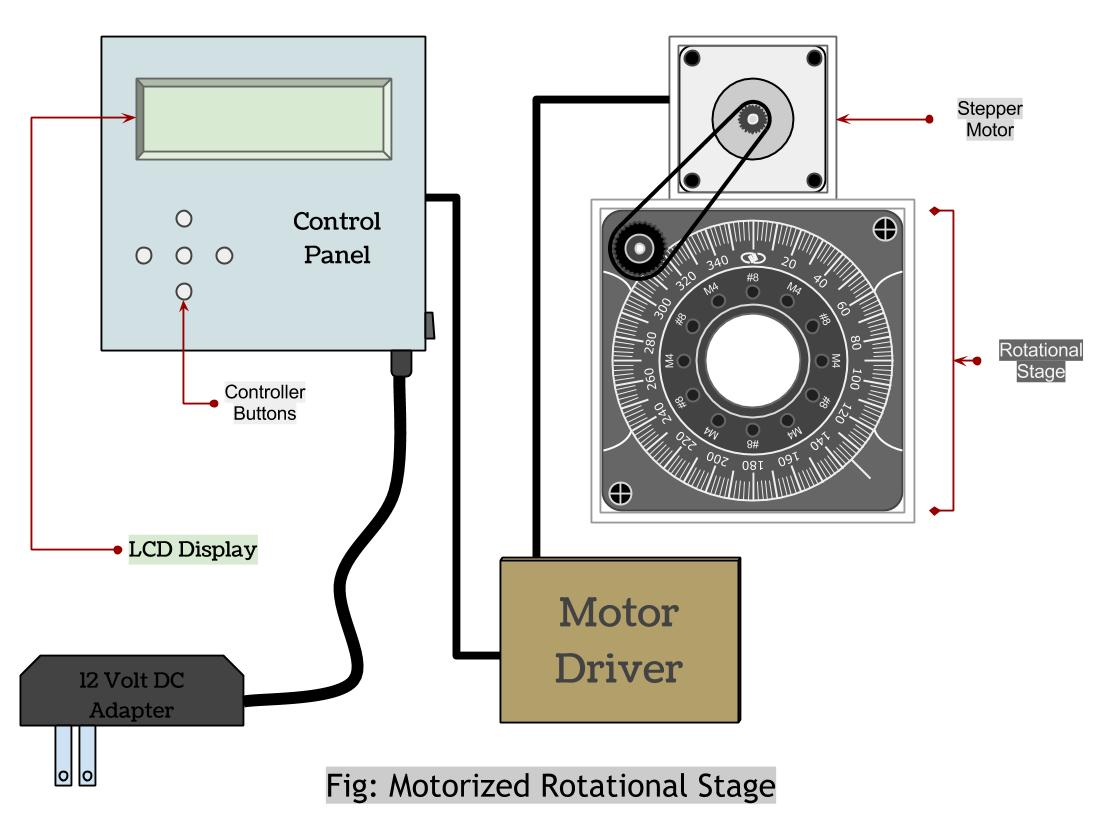 Control
Panel
Stepper
Motor
Rotational
Stage
Controller
Buttons
LCD Display
12 Volt DC
Adapter
Motor
Driver
20
40
60
80
100
120
140
160
180
200
220
240
260
280
300
320
340
#8
M4
#8
M4
#8
M4
#8
M4
#8
M4
#8
M4
Fig: Motorized Rotational Stage